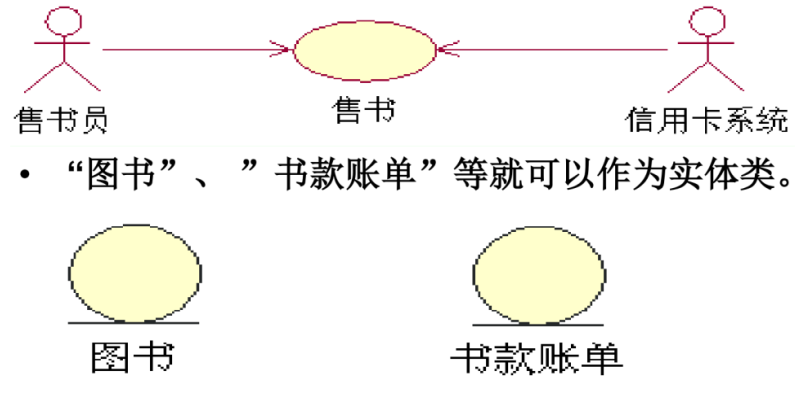 售书员
售书
信用卡系统
• “图书”、 ”书款账单”等就可以作为实体类。
图书
书款账单